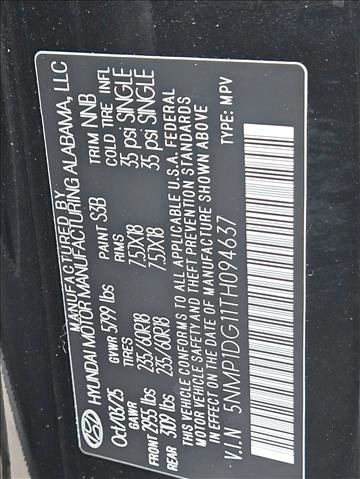 MANUFACTURED BY
HYUNDAI MOTOR MANUFACTURING ALABAMA, LLC
Oct/03/25 GVWR 5799 lbs PAINT S3B TRIM NNB
GAWR TIRES RIMS COLD TIRE INFL
FRONT 2955 lbs 235/60R18 7.5JX18 35 psi SINGLE
REAR 3109 lbs 235/60R18 7.5JX18 35 psi SINGLE
THIS VEHICLE CONFORMS TO ALL APPLICABLE U.S.A. FEDERAL
MOTOR VEHICLE SAFETY AND THEFT PREVENTION STANDARDS
IN EFFECT ON THE DATE OF MANUFACTURE SHOWN ABOVE.
V.I.N 5NMP1DG11TH094637 TYPE: MPV